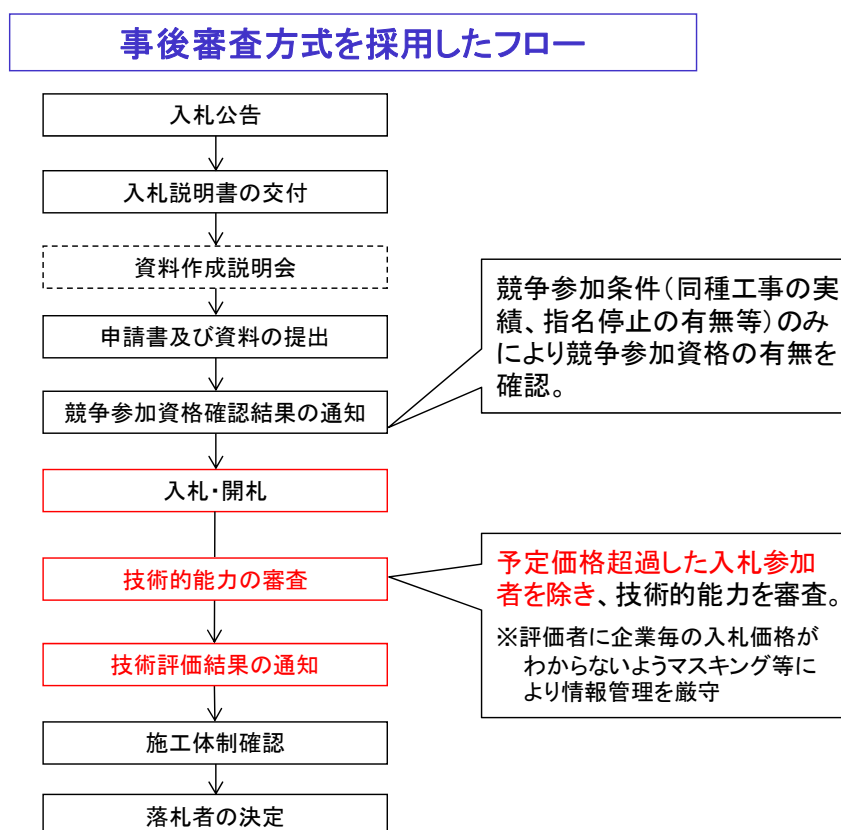 事後審査方式を採用したフロー
入札公告
入札説明書の交付
資料作成説明会
申請書及び資料の提出
競争参加資格確認結果の通知
競争参加条件(同種工事の実
績、指名停止の有無等)のみ
により競争参加資格の有無を
確認。
入札・開札
技術的能力の審査
予定価格超過した入札参加
者を除き、技術的能力を審査。
※評価者に企業毎の入札価格が
わからないようマスキング等に
より情報管理を厳守
技術評価結果の通知
施工体制確認
落札者の決定